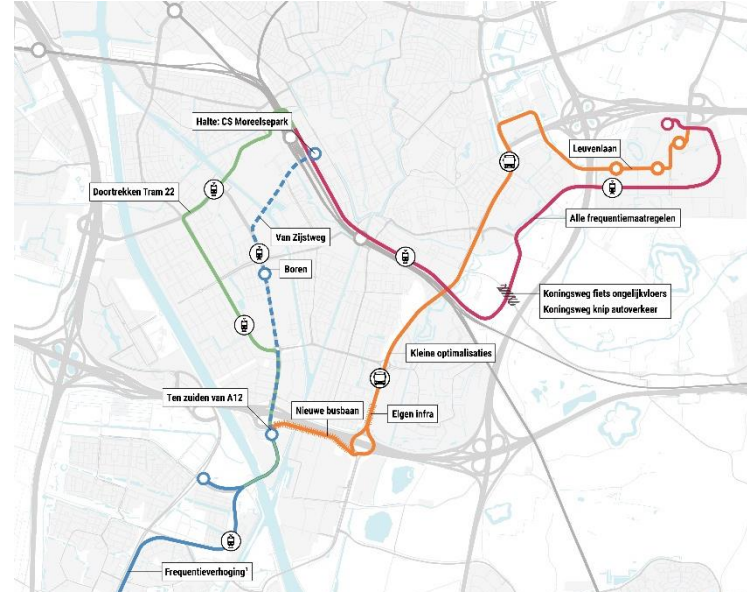 Halte: CS Moreelsepark
Leuvenlaan
Doortrekken Tram 22
Alle frequentiemaatregelen
Van Zijstweg
Boren
Koningsweg fiets ongelijkvloers
Koningsweg knip autoverkeer
Kleine optimalisaties
Ten zuiden van A12
Nieuwe busbaan
Eigen infra
Frequentieverhoging¹